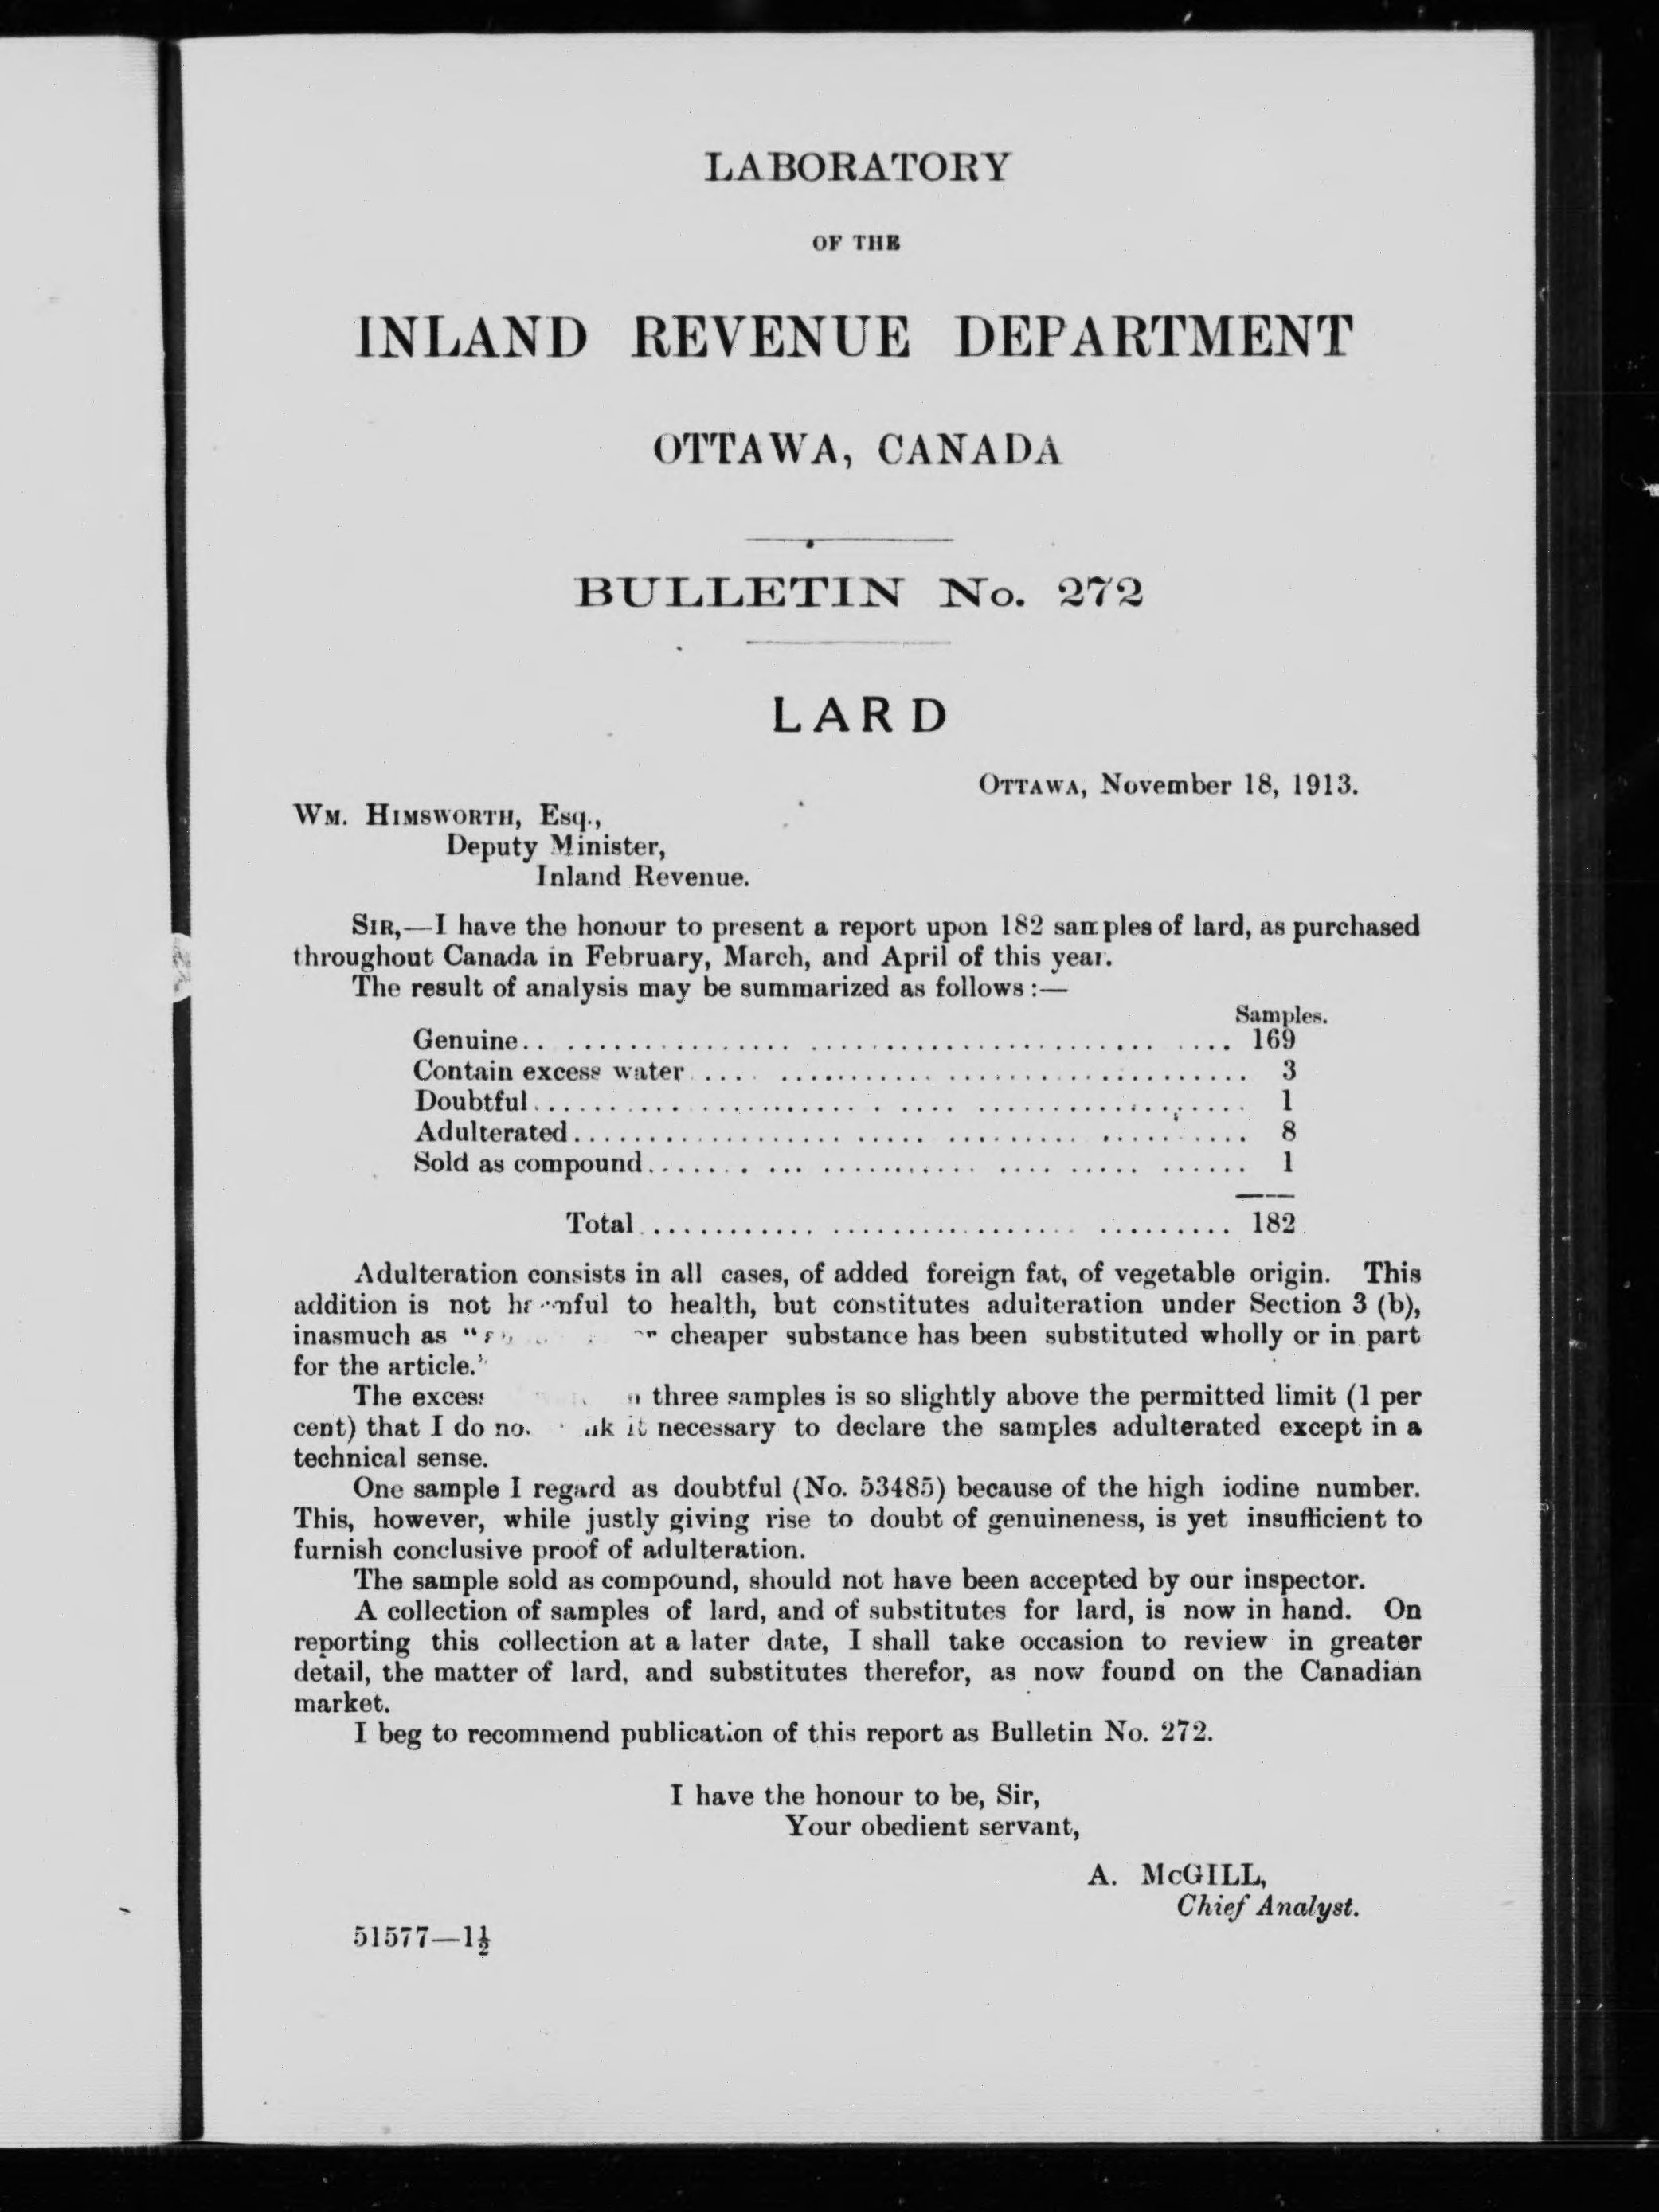 LABORATORY
OF THE
INLAND REVENUE DEPARTMENT
OTTAWA, CANADA
BULLETIN No. 272
LARD
OTTAWA, November 18, 1913.
WM. HIMSWORTH, Esq.,
Deputy Minister,
Inland Revenue.
SIR,—I have the honour to present a report upon 182 samples of lard, as purchased
throughout Canada in February, March, and April of this year.
The result of analysis may be summarized as follows :—
Samples.
Genuine.......... 169
Contain excess water.......... 3
Doubtful.......... 1
Adulterated.......... 8
Sold as compound.......... 1
Total.......... 182
Adulteration consists in all cases, of added foreign fat, of vegetable origin. This
addition is not harmful to health, but constitutes adulteration under Section 3 (b),
inasmuch as " cheaper substance has been substituted wholly or in part
for the article.'
The excess three samples is so slightly above the permitted limit (1 per
cent) that I do it necessary to declare the samples adulterated except in a
technical sense.
One sample I regard as doubtful (No. 53485) because of the high iodine number.
This, however, while justly giving rise to doubt of genuineness, is yet insufficient to
furnish conclusive proof of adulteration.
The sample sold as compound, should not have been accepted by our inspector.
A collection of samples of lard, and of substitutes for lard, is now in hand. On
reporting this collection at a later date, I shall take occasion to review in greater
detail, the matter of lard, and substitutes therefor, as now found on the Canadian
market.
I beg to recommend publication of this report as Bulletin No. 272.
I have the honour to be, Sir,
Your obedient servant,
A. McGILL,
Chief Analyst.
51577—1½